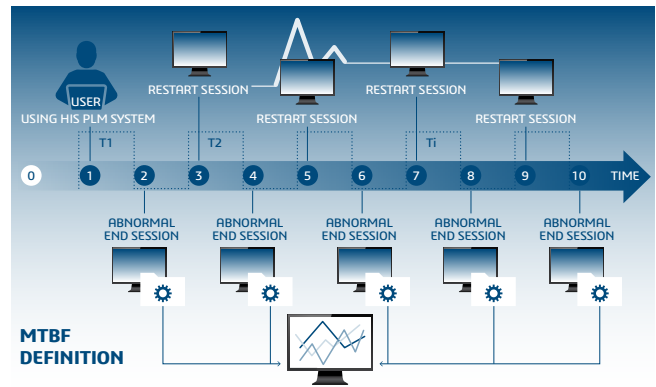 USER
USING HIS PLM SYSTEM
RESTART SESSION
RESTART SESSION
RESTART SESSION
RESTART SESSION
T1
T2
Ti
0 1 2 3 4 5 6 7 8 9 10 TIME
ABNORMAL
END SESSION
ABNORMAL
END SESSION
ABNORMAL
END SESSION
ABNORMAL
END SESSION
ABNORMAL
END SESSION
MTBF
DEFINITION